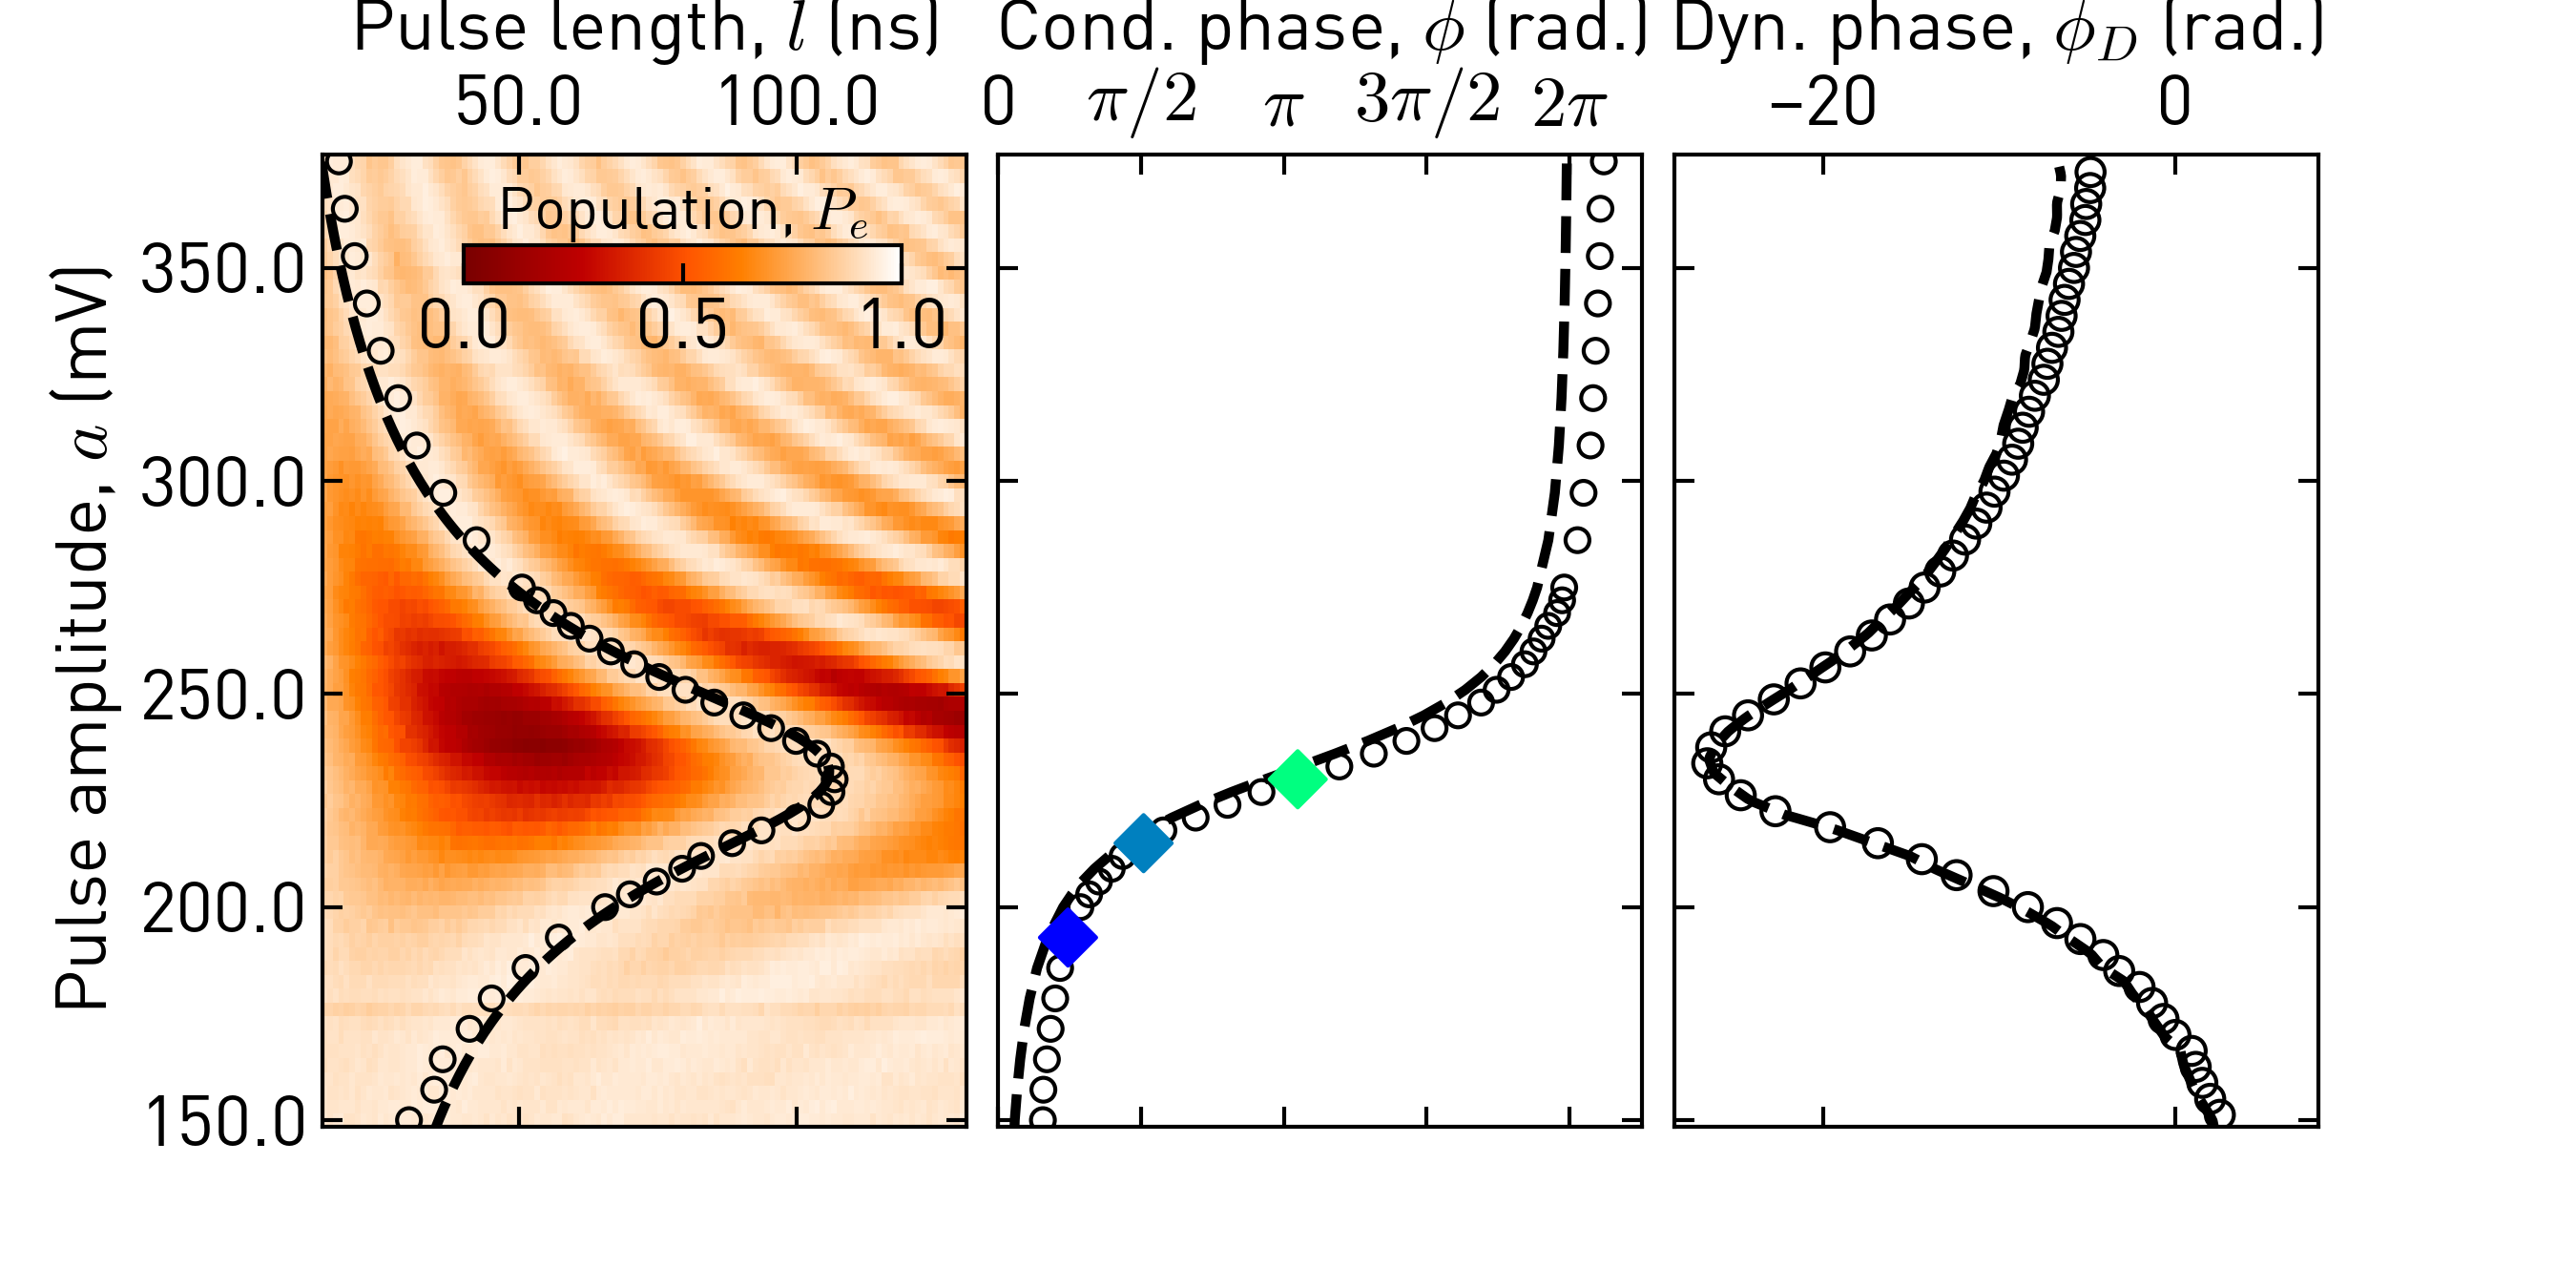 Pulse length, l (ns)
Cond. phase, ϕ (rad.)
Dyn. phase, ϕ_D (rad.)
50.0 100.0
0 π/2 π 3π/2 2π
−20 0
Population, P_e
0.0 0.5 1.0
Pulse amplitude, a (mV)
350.0
300.0
250.0
200.0
150.0